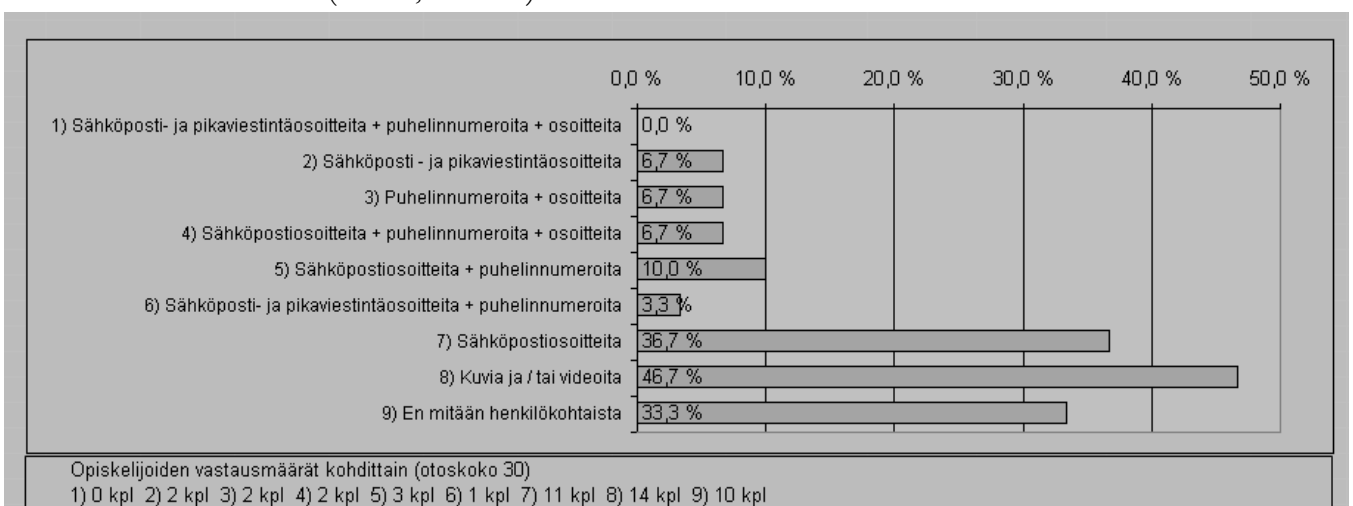 0,0 % 10,0 % 20,0 % 30,0 % 40,0 % 50,0 %
1) Sähköposti- ja pikaviestintäosoitteita + puhelinnumeroita + osoitteita 0,0 %
2) Sähköposti - ja pikaviestintäosoitteita 6,7 %
3) Puhelinnumeroita + osoitteita 6,7 %
4) Sähköpostiosoitteita + puhelinnumeroita + osoitteita 6,7 %
5) Sähköpostiosoitteita + puhelinnumeroita 10,0 %
6) Sähköposti- ja pikaviestintäosoitteita + puhelinnumeroita 3,3 %
7) Sähköpostiosoitteita 36,7 %
8) Kuvia ja / tai videoita 46,7 %
9) En mitään henkilökohtaista 33,3 %
Opiskelijoiden vastausmäärät kohdittain (otoskoko 30)
1) 0 kpl 2) 2 kpl 3) 2 kpl 4) 2 kpl 5) 3 kpl 6) 1 kpl 7) 11 kpl 8) 14 kpl 9) 10 kpl